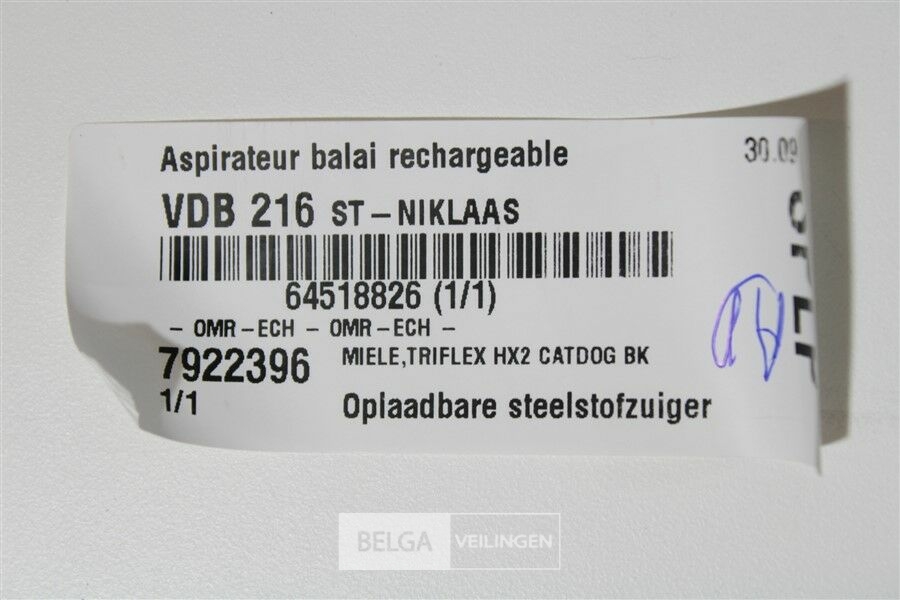 Aspirateur balai rechargeable
30.09
VDB 216 ST-NIKLAAS
64518826 (1/1)
- OMR-ECH - OMR-ECH -
7922396 MIELE,TRIFLEX HX2 CATDOG BK
1/1 Oplaadbare steelstofzuiger
BELGA VEILINGEN